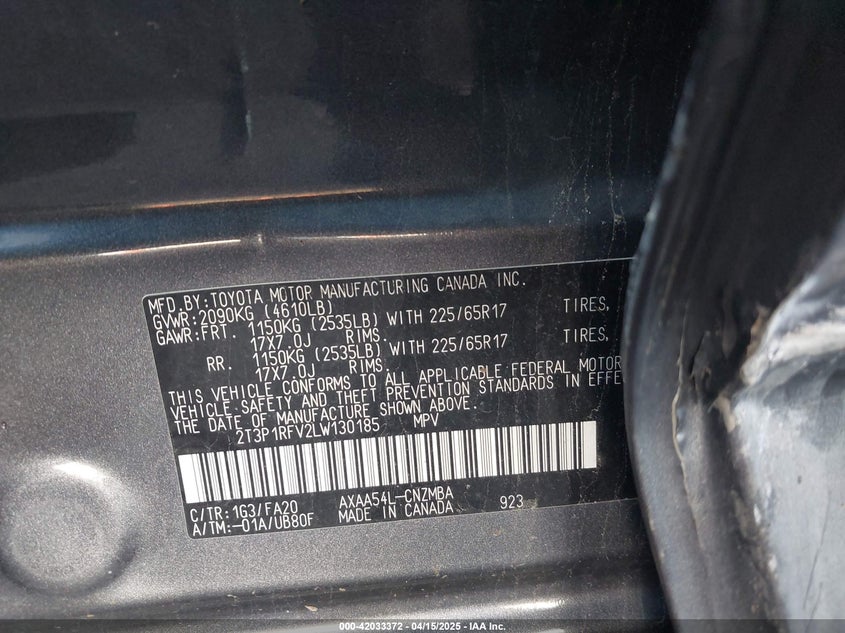 MFD.BY:TOYOTA MOTOR MANUFACTURING CANADA INC.
GVWR:2090KG (4610LB)
GAWR:FRT. 1150KG (2535LB) WITH 225/65R17 TIRES,
17X7.0J RIMS.
RR. 1150KG (2535LB) WITH 225/65R17 TIRES,
17X7.0J RIMS.
THIS VEHICLE CONFORMS TO ALL APPLICABLE FEDERAL MOTOR
VEHICLE SAFETY AND THEFT PREVENTION STANDARDS IN EFFE
THE DATE OF MANUFACTURE SHOWN ABOVE.
2T3P1RFV2LW130185 MPV
C/TR:1G3/FA20 AXAA54L-CNZMBA 923
A/TM:-01A/UB80F MADE IN CANADA
000-42033372 - 04/15/2025 - IAA Inc.